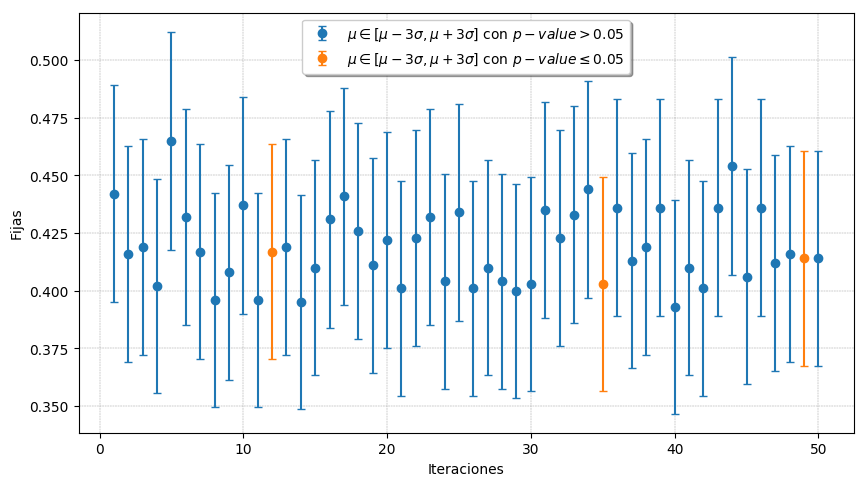 μ ∈ [μ − 3σ, μ + 3σ] con p − value > 0.05
μ ∈ [μ − 3σ, μ + 3σ] con p − value ≤ 0.05
0.500
0.475
0.450
0.425
0.400
0.375
0.350
Fijas
0 10 20 30 40 50
Iteraciones